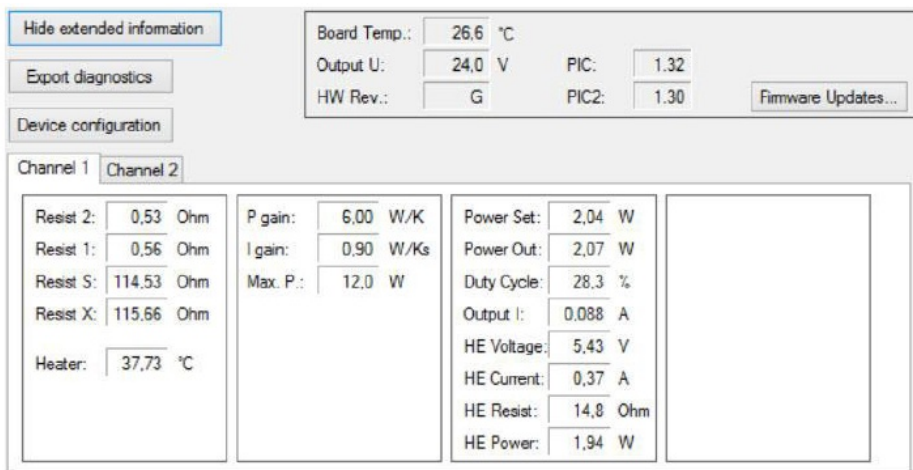 Hide extended information
Export diagnostics
Device configuration
Board Temp.: 26,6 °C
Output U: 24,0 V PIC: 1.32
HW Rev.: G PIC2: 1.30 Firmware Updates...
Channel 1 Channel 2
Resist 2: 0,53 Ohm
Resist 1: 0,56 Ohm
Resist S: 114,53 Ohm
Resist X: 115,66 Ohm
Heater: 37,73 °C
P gain: 6,00 W/K
I gain: 0,90 W/Ks
Max. P.: 12,0 W
Power Set: 2,04 W
Power Out: 2,07 W
Duty Cycle: 28,3 %
Output I: 0,088 A
HE Voltage: 5,43 V
HE Current: 0,37 A
HE Resist: 14,8 Ohm
HE Power: 1,94 W